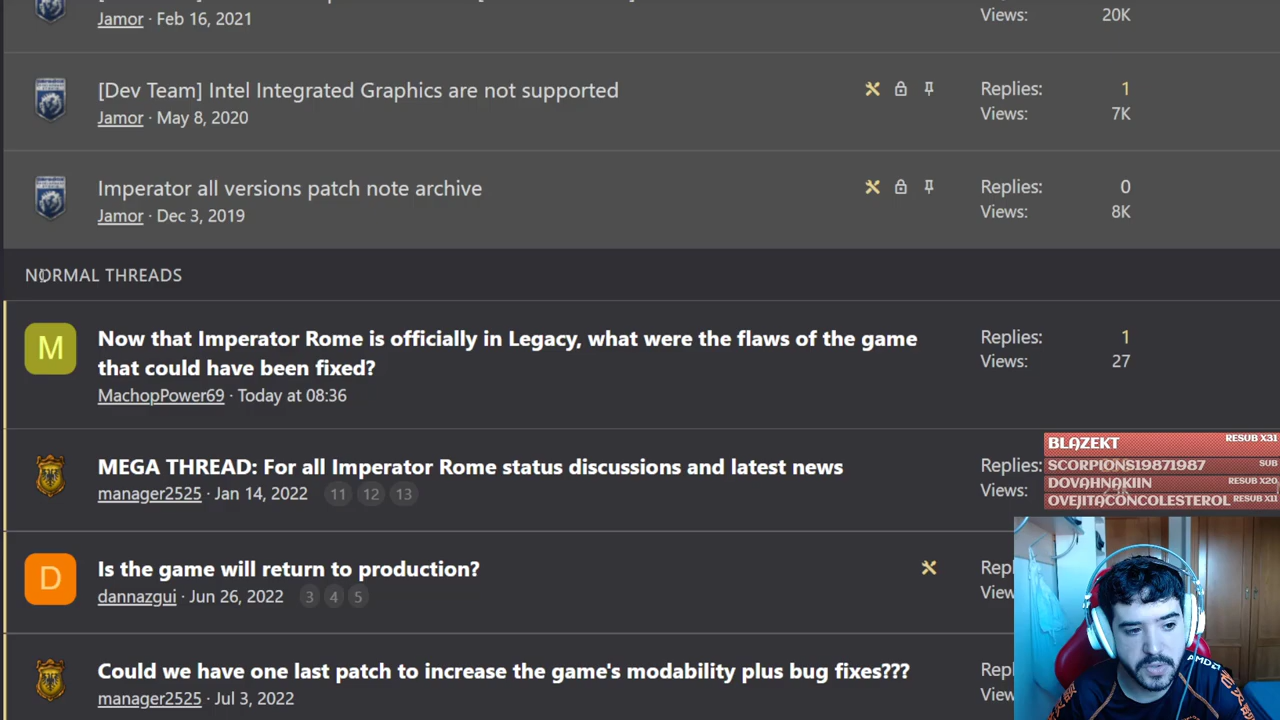 Jamor · Feb 16, 2021
Views: 20K
[Dev Team] Intel Integrated Graphics are not supported
Jamor · May 8, 2020
Replies: 1
Views: 7K
Imperator all versions patch note archive
Jamor · Dec 3, 2019
Replies: 0
Views: 8K
NORMAL THREADS
M
Now that Imperator Rome is officially in Legacy, what were the flaws of the game
that could have been fixed?
MachopPower69 · Today at 08:36
Replies: 1
Views: 27
MEGA THREAD: For all Imperator Rome status discussions and latest news
manager2525 · Jan 14, 2022 11 12 13
Replies:
Views:
BLAZEKT RESUB X31
SCORPIONS19871987 SUB
DOVAHNAKIIN RESUB X20
OVEJITACONCOLESTEROL RESUB X11
D
Is the game will return to production?
dannazgui · Jun 26, 2022 3 4 5
Repl
View
Could we have one last patch to increase the game's modability plus bug fixes???
manager2525 · Jul 3, 2022
Repl
View
AMD